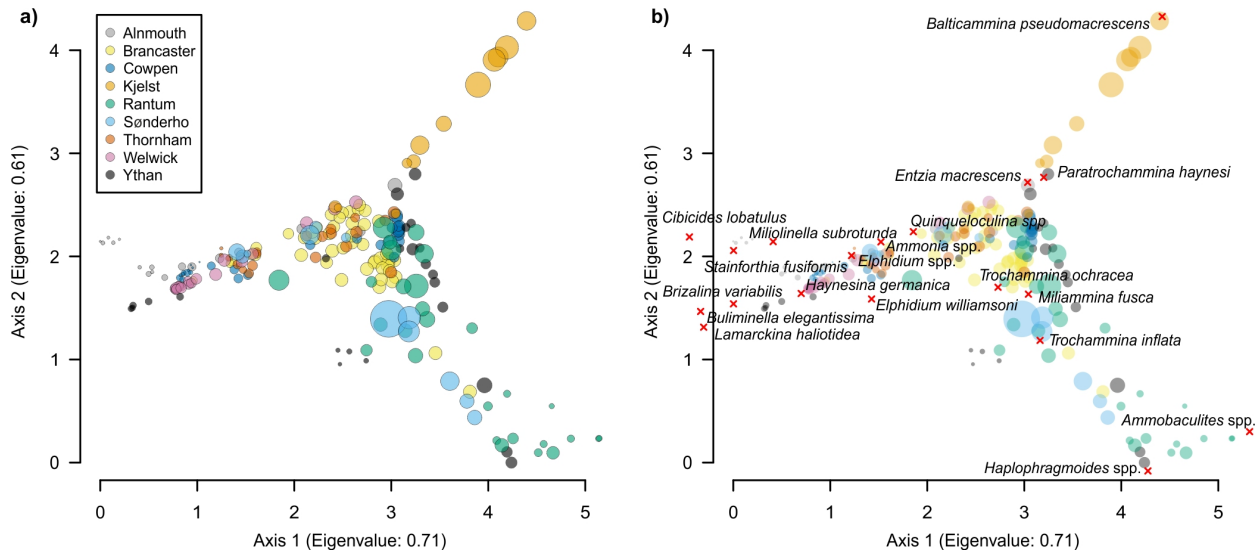 a)
Alnmouth
Brancaster
Cowpen
Kjelst
Rantum
Sønderho
Thornham
Welwick
Ythan
Axis 2 (Eigenvalue: 0.61)
4
3
2
1
0
0 1 2 3 4 5
Axis 1 (Eigenvalue: 0.71)
b)
Balticammina pseudomacrescens
Entzia macrescens
Paratrochammina haynesi
Cibicides lobatulus
Quinqueloculina spp
Miliolinella subrotunda
Ammonia spp.
Elphidium spp.
Stainforthia fusiformis
Trochammina ochracea
Haynesina germanica
Brizalina variabilis
Miliammina fusca
Elphidium williamsoni
Buliminella elegantissima
Lamarckina haliotidea
Trochammina inflata
Ammobaculites spp.
Haplophragmoides spp.
Axis 2 (Eigenvalue: 0.61)
4
3
2
1
0
0 1 2 3 4 5
Axis 1 (Eigenvalue: 0.71)